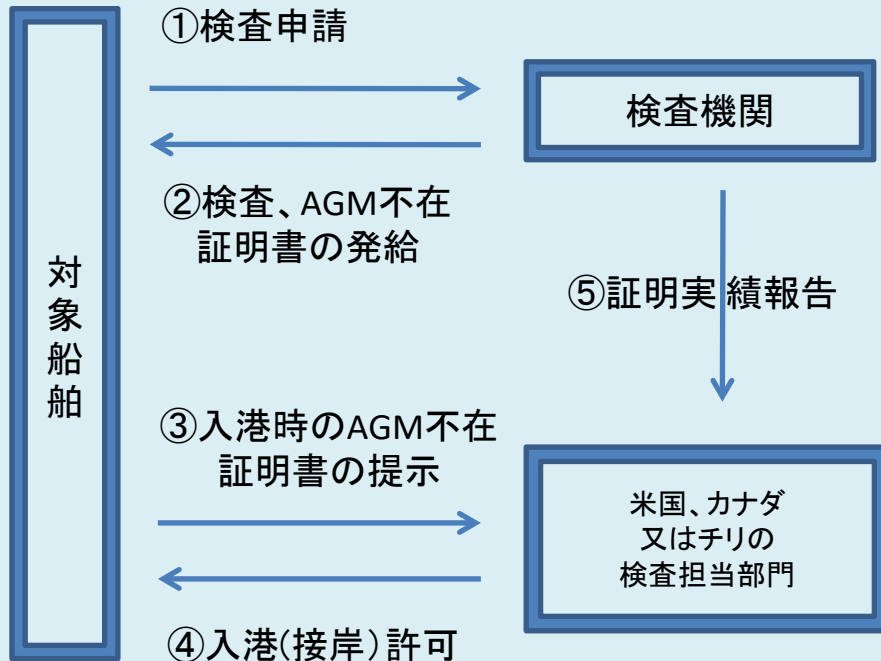 ①検査申請
検査機関
②検査、AGM不在
証明書の発給
対象船舶
⑤証明実績報告
③入港時のAGM不在
証明書の提示
米国、カナダ
又はチリの
検査担当部門
④入港(接岸)許可